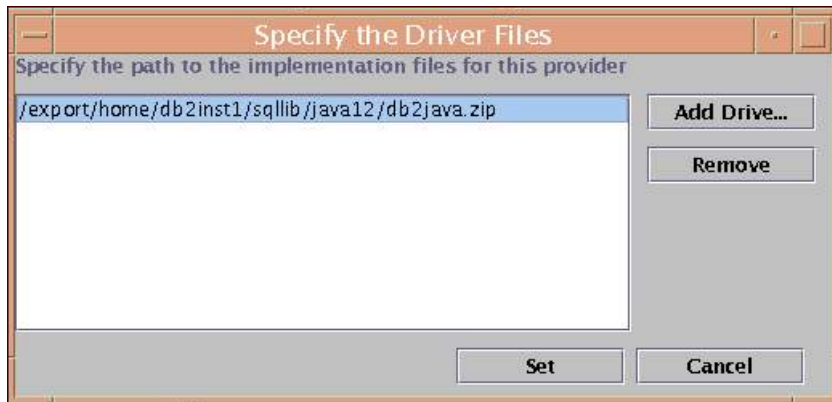 Specify the Driver Files
Specify the path to the implementation files for this provider
/export/home/db2inst1/sqllib/java12/db2java.zip
Add Drive...
Remove
Set
Cancel